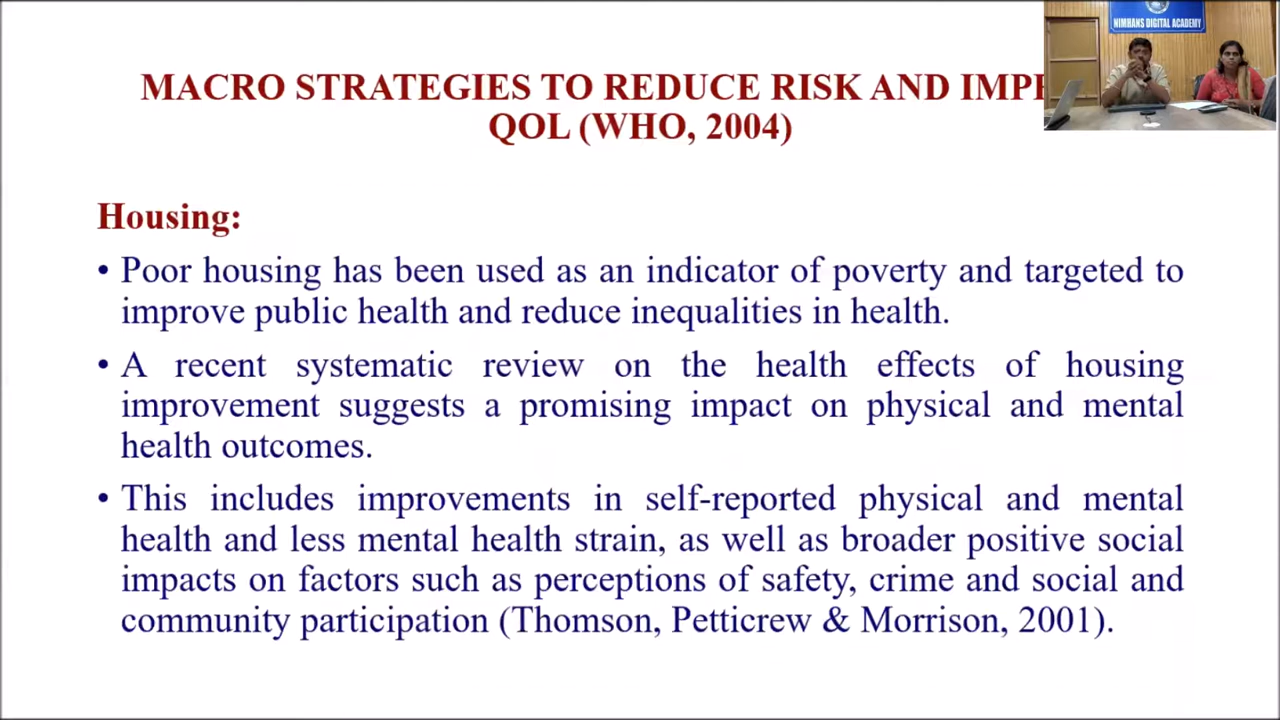 NIMHANS DIGITAL ACADEMY
MACRO STRATEGIES TO REDUCE RISK AND
QOL (WHO, 2004)
Housing:
• Poor housing has been used as an indicator of poverty and targeted to
improve public health and reduce inequalities in health.
• A recent systematic review on the health effects of housing
improvement suggests a promising impact on physical and mental
health outcomes.
• This includes improvements in self-reported physical and mental
health and less mental health strain, as well as broader positive social
impacts on factors such as perceptions of safety, crime and social and
community participation (Thomson, Petticrew & Morrison, 2001).